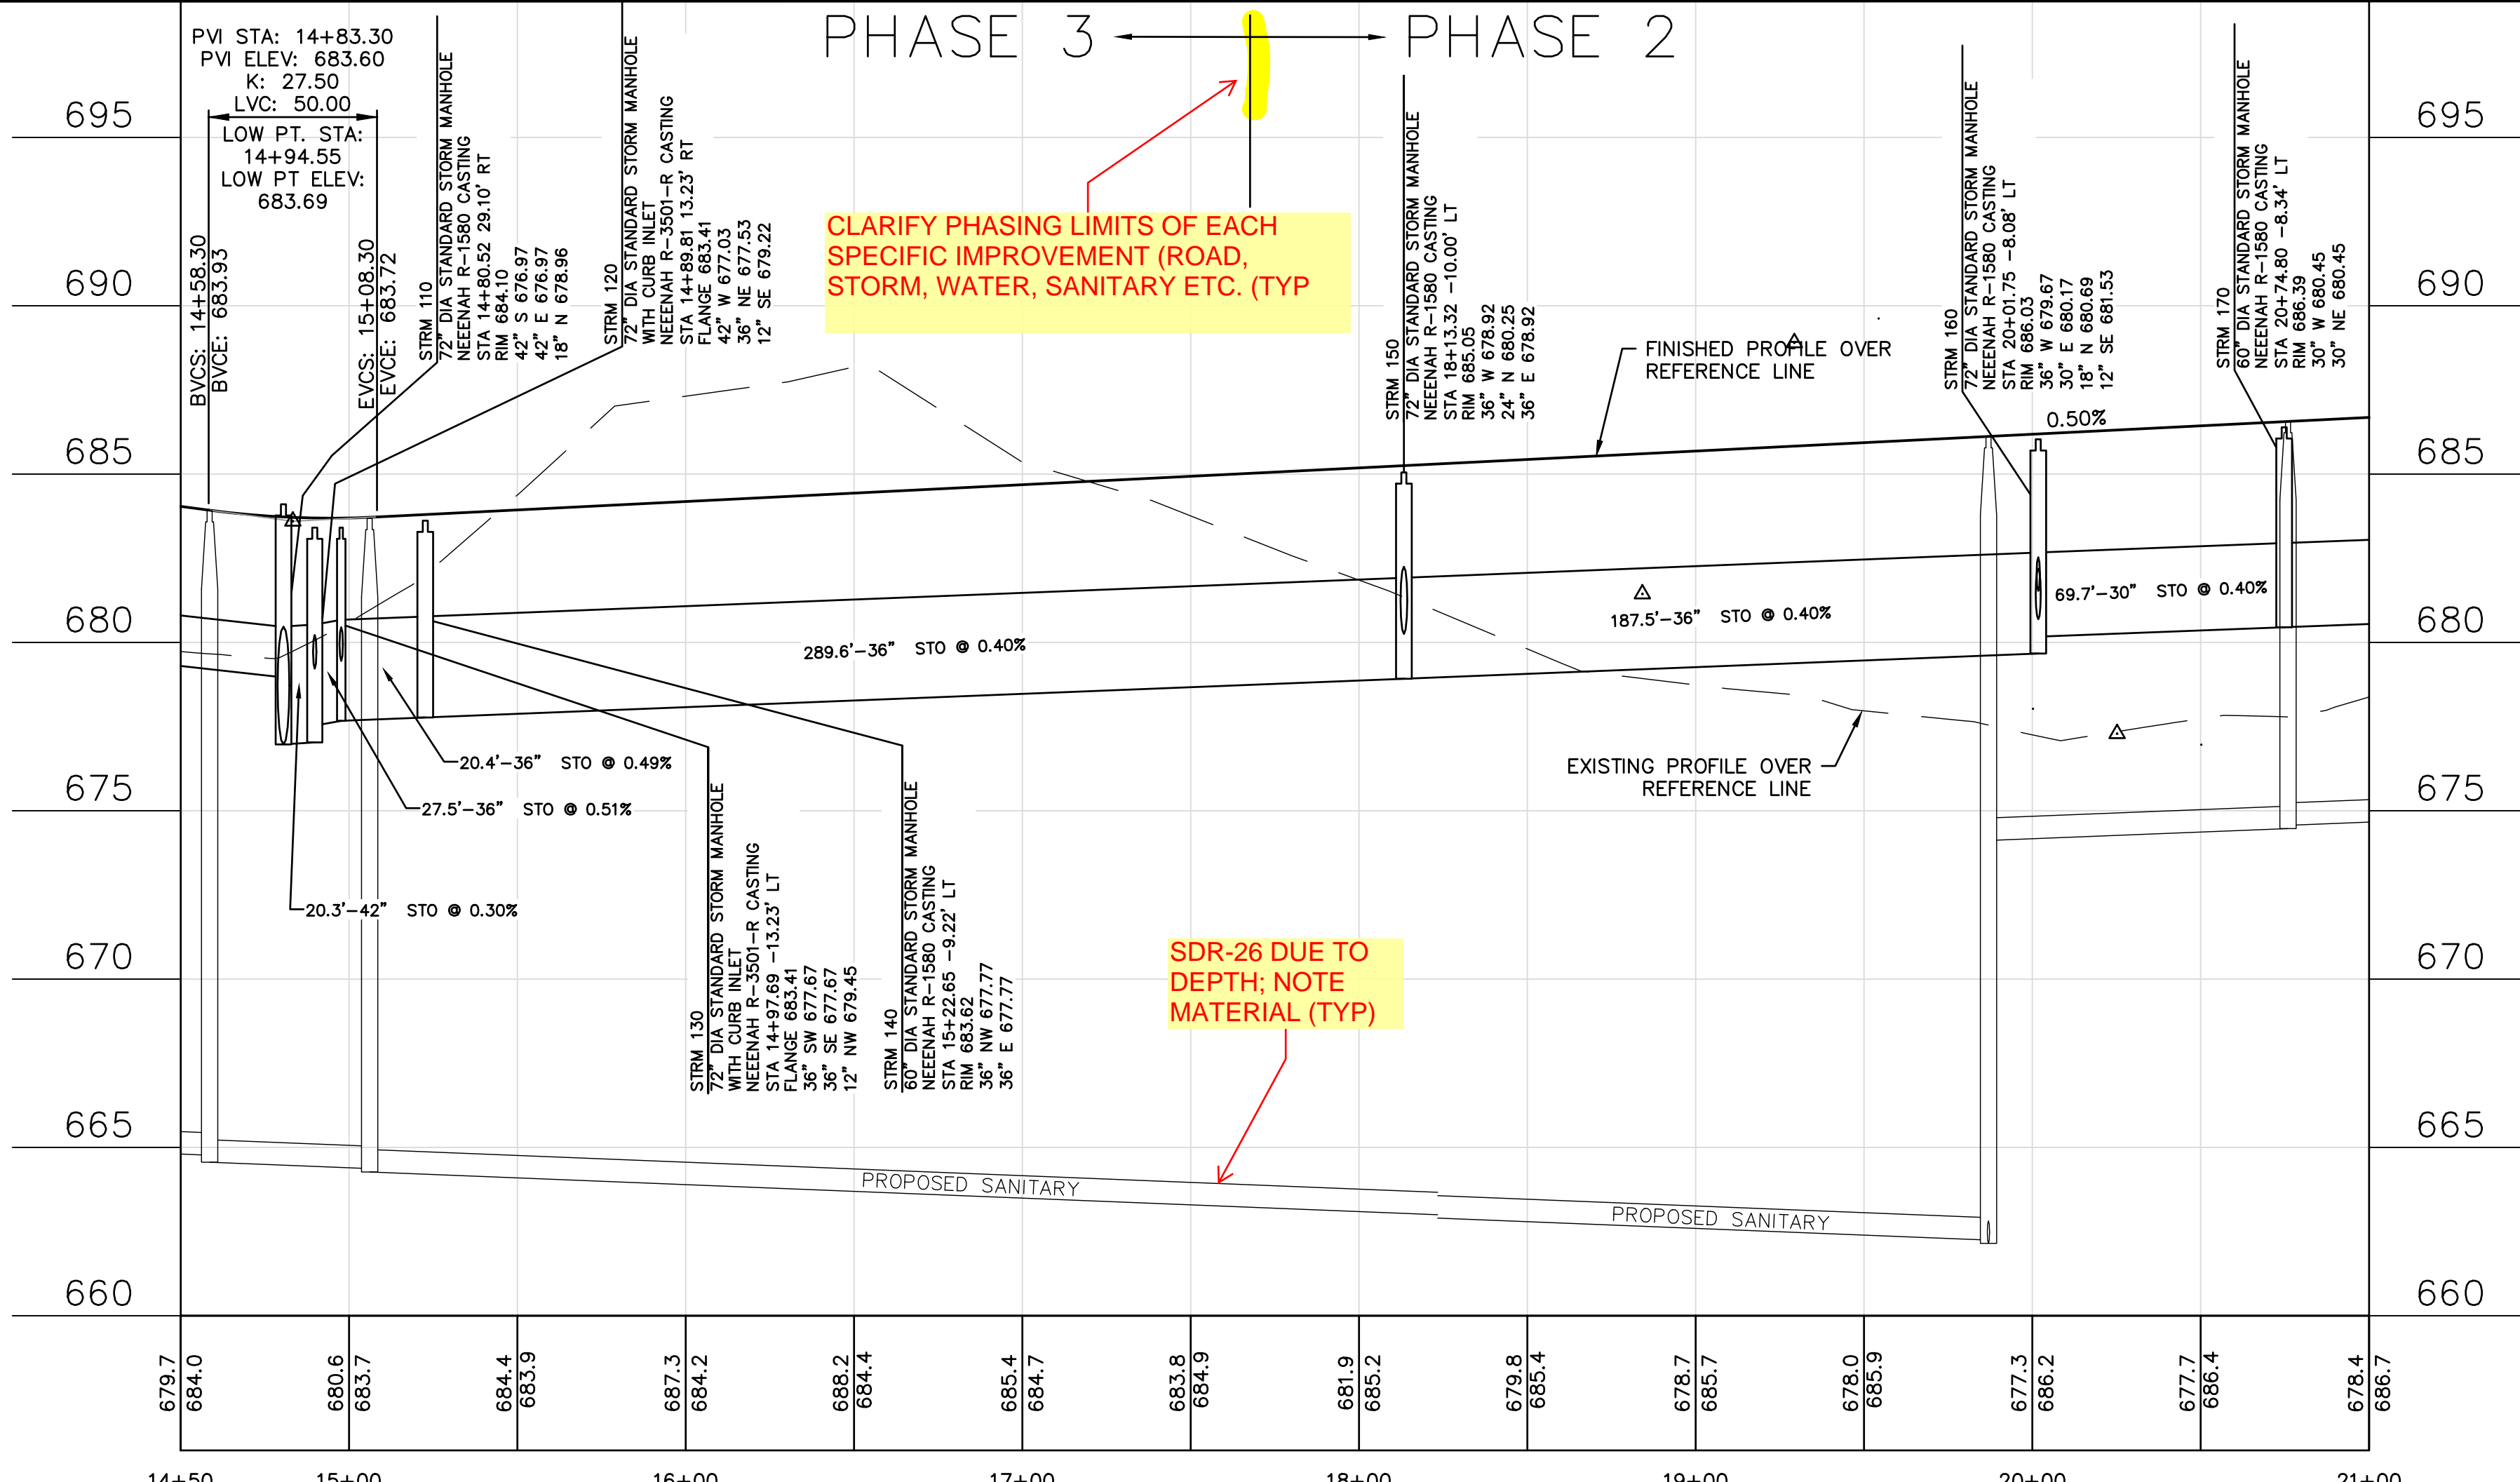 PHASE 3
PHASE 2
PVI STA: 14+83.30
PVI ELEV: 683.60
K: 27.50
LVC: 50.00
LOW PT. STA:
14+94.55
LOW PT ELEV:
683.69
BVCS: 14+58.30
BVCE: 683.93
EVCS: 15+08.30
EVCE: 683.72
STRM 110
72" DIA STANDARD STORM MANHOLE
NEEENAH R-1580 CASTING
STA 14+80.52 29.10' RT
RIM 684.10
42" S 676.97
42" E 676.97
18" N 678.96
STRM 120
72" DIA STANDARD STORM MANHOLE
WITH CURB INLET
NEEENAH R-3501-R CASTING
STA 14+89.81 13.23' RT
FLANGE 683.41
42" W 677.03
36" NE 677.53
12" SE 679.22
CLARIFY PHASING LIMITS OF EACH
SPECIFIC IMPROVEMENT (ROAD,
STORM, WATER, SANITARY ETC. (TYP
STRM 150
72" DIA STANDARD STORM MANHOLE
NEEENAH R-1580 CASTING
STA 18+13.32 -10.00' LT
RIM 685.05
36" W 678.92
24" N 680.25
36" E 678.92
FINISHED PROFILE OVER
REFERENCE LINE
STRM 160
72" DIA STANDARD STORM MANHOLE
NEEENAH R-1580 CASTING
STA 20+01.75 -8.08' LT
RIM 686.03
36" W 679.67
30" E 680.17
18" N 680.69
12" SE 681.53
STRM 170
60" DIA STANDARD STORM MANHOLE
NEEENAH R-1580 CASTING
STA 20+74.80 -8.34' LT
RIM 686.39
30" W 680.45
30" NE 680.45
0.50%
695
690
685
680
675
670
665
660
695
690
685
680
675
670
665
660
289.6'-36" STO @ 0.40%
187.5'-36" STO @ 0.40%
69.7'-30" STO @ 0.40%
20.4'-36" STO @ 0.49%
27.5'-36" STO @ 0.51%
20.3'-42" STO @ 0.30%
EXISTING PROFILE OVER
REFERENCE LINE
STRM 130
72" DIA STANDARD STORM MANHOLE
WITH CURB INLET
NEEENAH R-3501-R CASTING
STA 14+97.69 -13.23' LT
FLANGE 683.41
36" SW 677.67
36" SE 677.67
12" NW 679.45
STRM 140
60" DIA STANDARD STORM MANHOLE
NEEENAH R-1580 CASTING
STA 15+22.65 -9.22' LT
RIM 683.62
36" NW 677.77
36" E 677.77
SDR-26 DUE TO
DEPTH; NOTE
MATERIAL (TYP)
PROPOSED SANITARY
PROPOSED SANITARY
679.7
684.0
680.6
683.7
684.4
683.9
687.3
684.2
688.2
684.4
685.4
684.7
683.8
684.9
681.9
685.2
679.8
685.4
678.7
685.7
678.0
685.9
677.3
686.2
677.7
686.4
678.4
686.7
14+50
15+00
16+00
17+00
18+00
19+00
20+00
21+00